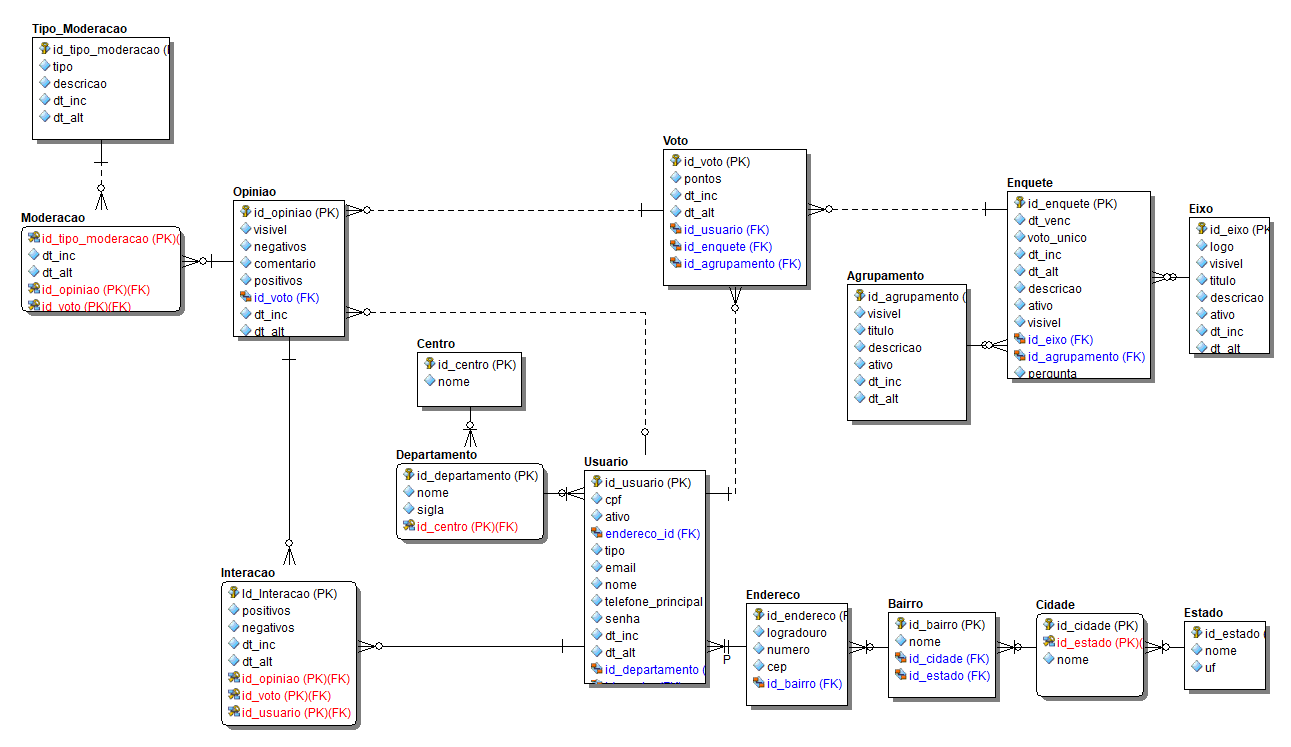 Tipo_Moderacao
id_tipo_moderacao (
tipo
descricao
dt_inc
dt_alt
Moderacao
id_tipo_moderacao (PK)(
dt_inc
dt_alt
id_opiniao (PK)(FK)
id_voto (PK)(FK)
Opiniao
id_opiniao (PK)
visivel
negativos
comentario
positivos
id_voto (FK)
dt_inc
dt_alt
Voto
id_voto (PK)
pontos
dt_inc
dt_alt
id_usuario (FK)
id_enquete (FK)
id_agrupamento (FK)
Enquete
id_enquete (PK)
dt_venc
voto_unico
dt_inc
dt_alt
descricao
ativo
visivel
id_eixo (FK)
id_agrupamento (FK)
pergunta
Eixo
id_eixo (PK
logo
visivel
titulo
descricao
ativo
dt_inc
dt_alt
Agrupamento
id_agrupamento (
visivel
titulo
descricao
ativo
dt_inc
dt_alt
Centro
id_centro (PK)
nome
Departamento
id_departamento (PK)
nome
sigla
id_centro (PK)(FK)
Usuario
id_usuario (PK)
cpf
ativo
endereco_id (FK)
tipo
email
nome
telefone_principal
senha
dt_inc
dt_alt
id_departamento (
Interacao
Id_Interacao (PK)
positivos
negativos
dt_inc
dt_alt
id_opiniao (PK)(FK)
id_voto (PK)(FK)
id_usuario (PK)(FK)
P
Endereco
id_endereco (F
logradouro
numero
cep
id_bairro (FK)
Bairro
id_bairro (PK)
nome
id_cidade (FK)
id_estado (FK)
Cidade
id_cidade (PK)
id_estado (PK)(
nome
Estado
id_estado (
nome
uf